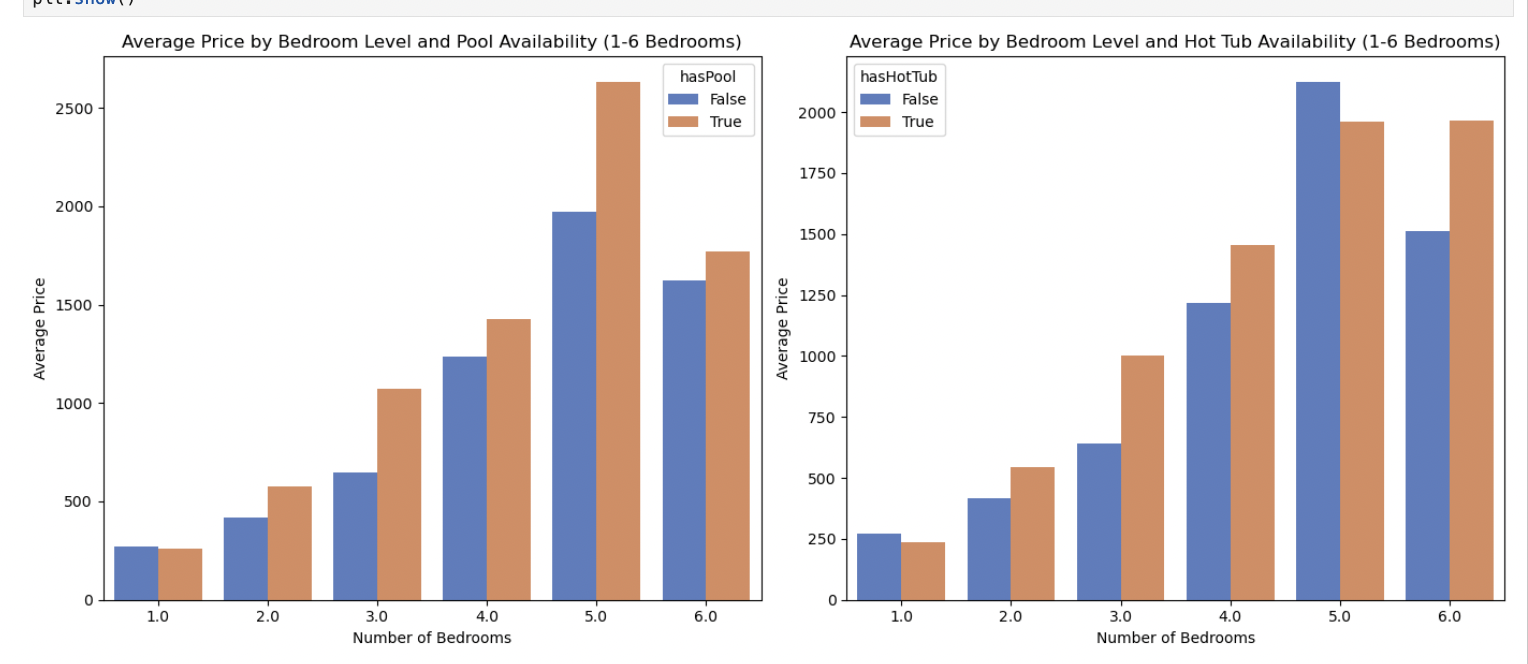 plt.show()
Average Price by Bedroom Level and Pool Availability (1-6 Bedrooms)
hasPool
False
True
2500
2000
1500
1000
500
0
Average Price
1.0 2.0 3.0 4.0 5.0 6.0
Number of Bedrooms
Average Price by Bedroom Level and Hot Tub Availability (1-6 Bedrooms)
hasHotTub
False
True
2000
1750
1500
1250
1000
750
500
250
0
Average Price
1.0 2.0 3.0 4.0 5.0 6.0
Number of Bedrooms